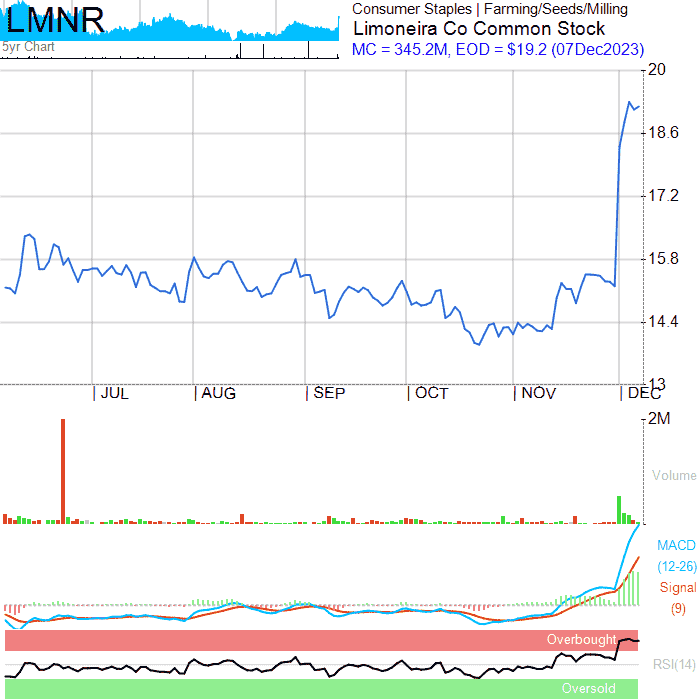 LMNR
5yr Chart
Consumer Staples | Farming/Seeds/Milling
Limoneira Co Common Stock
MC = 345.2M, EOD = $19.2 (07Dec2023)
20
18.6
17.2
15.8
14.4
13
JUL
AUG
SEP
OCT
NOV
DEC
2M
Volume
MACD
(12-26)
Signal
(9)
Overbought
RSI(14)
Oversold